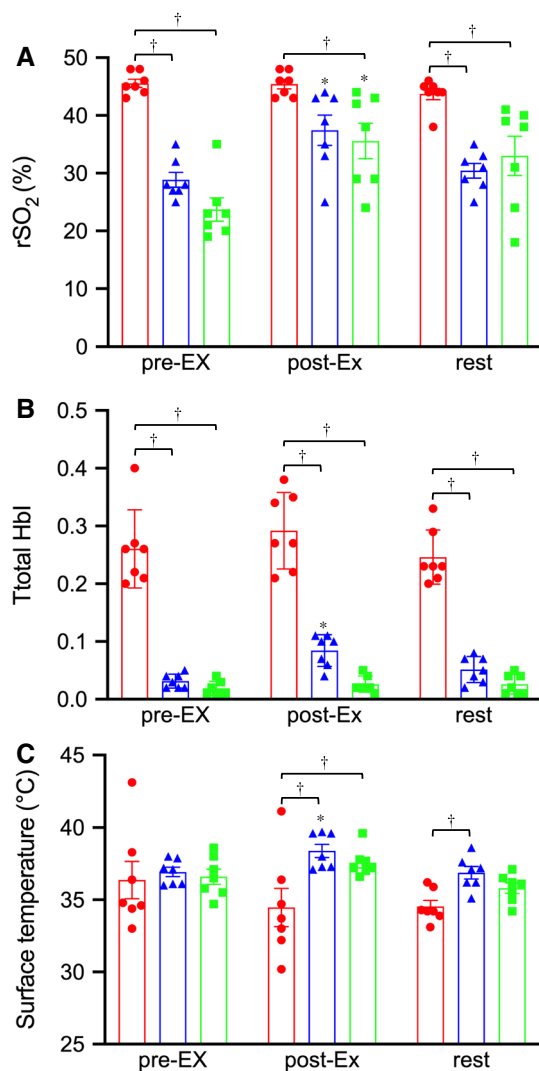 A
rSO2 (%)
50
40
30
20
10
0
† † † † †
* *
pre-EX post-Ex rest
B
Ttotal HbI
0.5
0.4
0.3
0.2
0.1
0.0
† † † † † †
*
pre-EX post-Ex rest
C
Surface temperature (°C)
45
40
35
30
25
† † †
*
pre-EX post-Ex rest